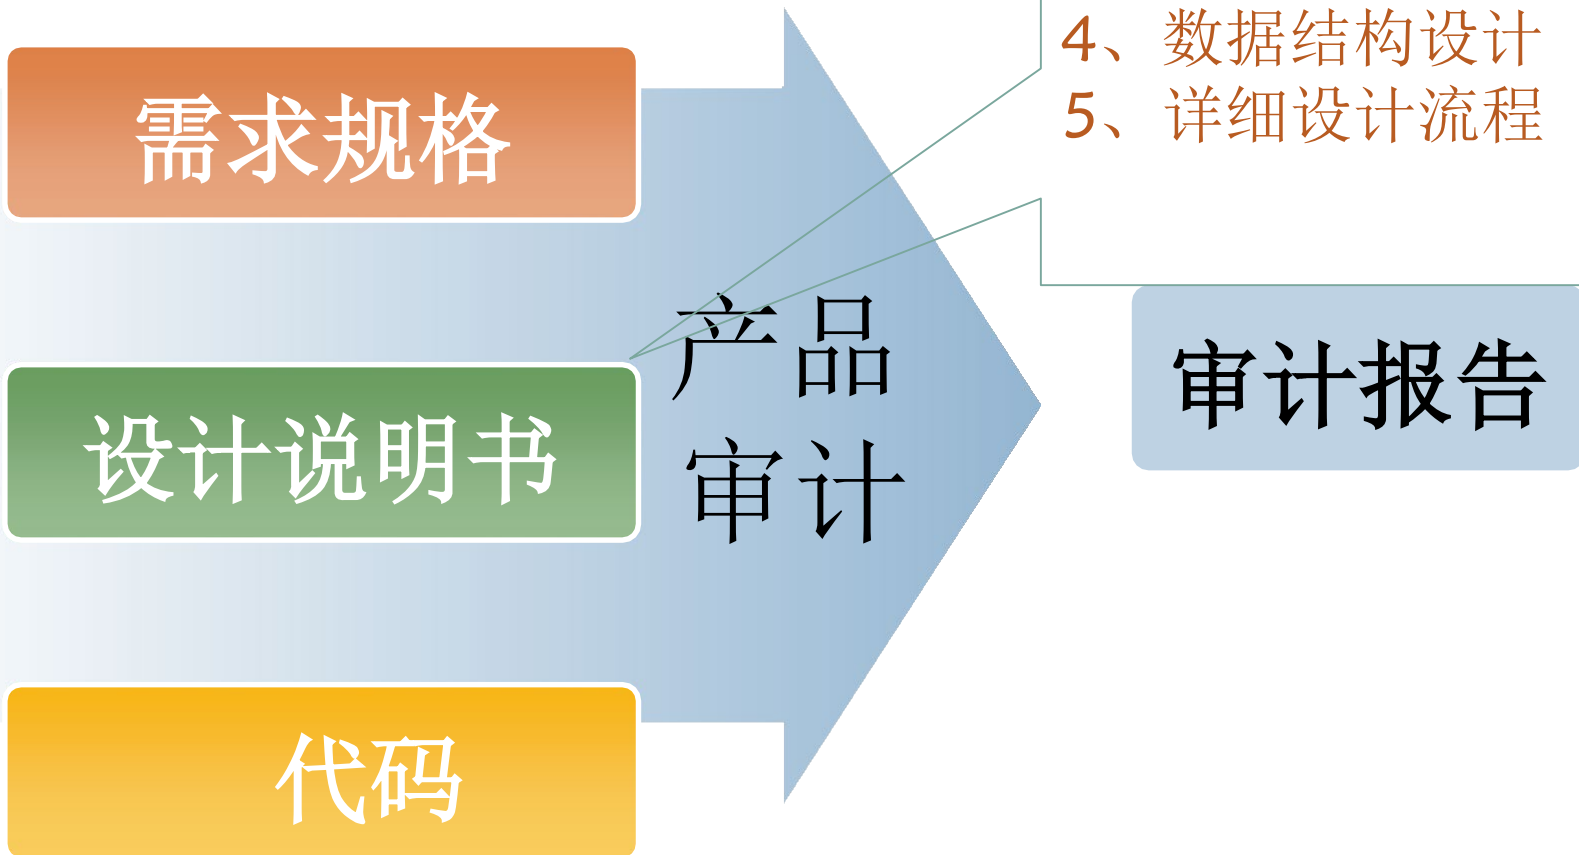 4、数据结构设计
5、详细设计流程
需求规格
产品
审计
审计报告
设计说明书
代码